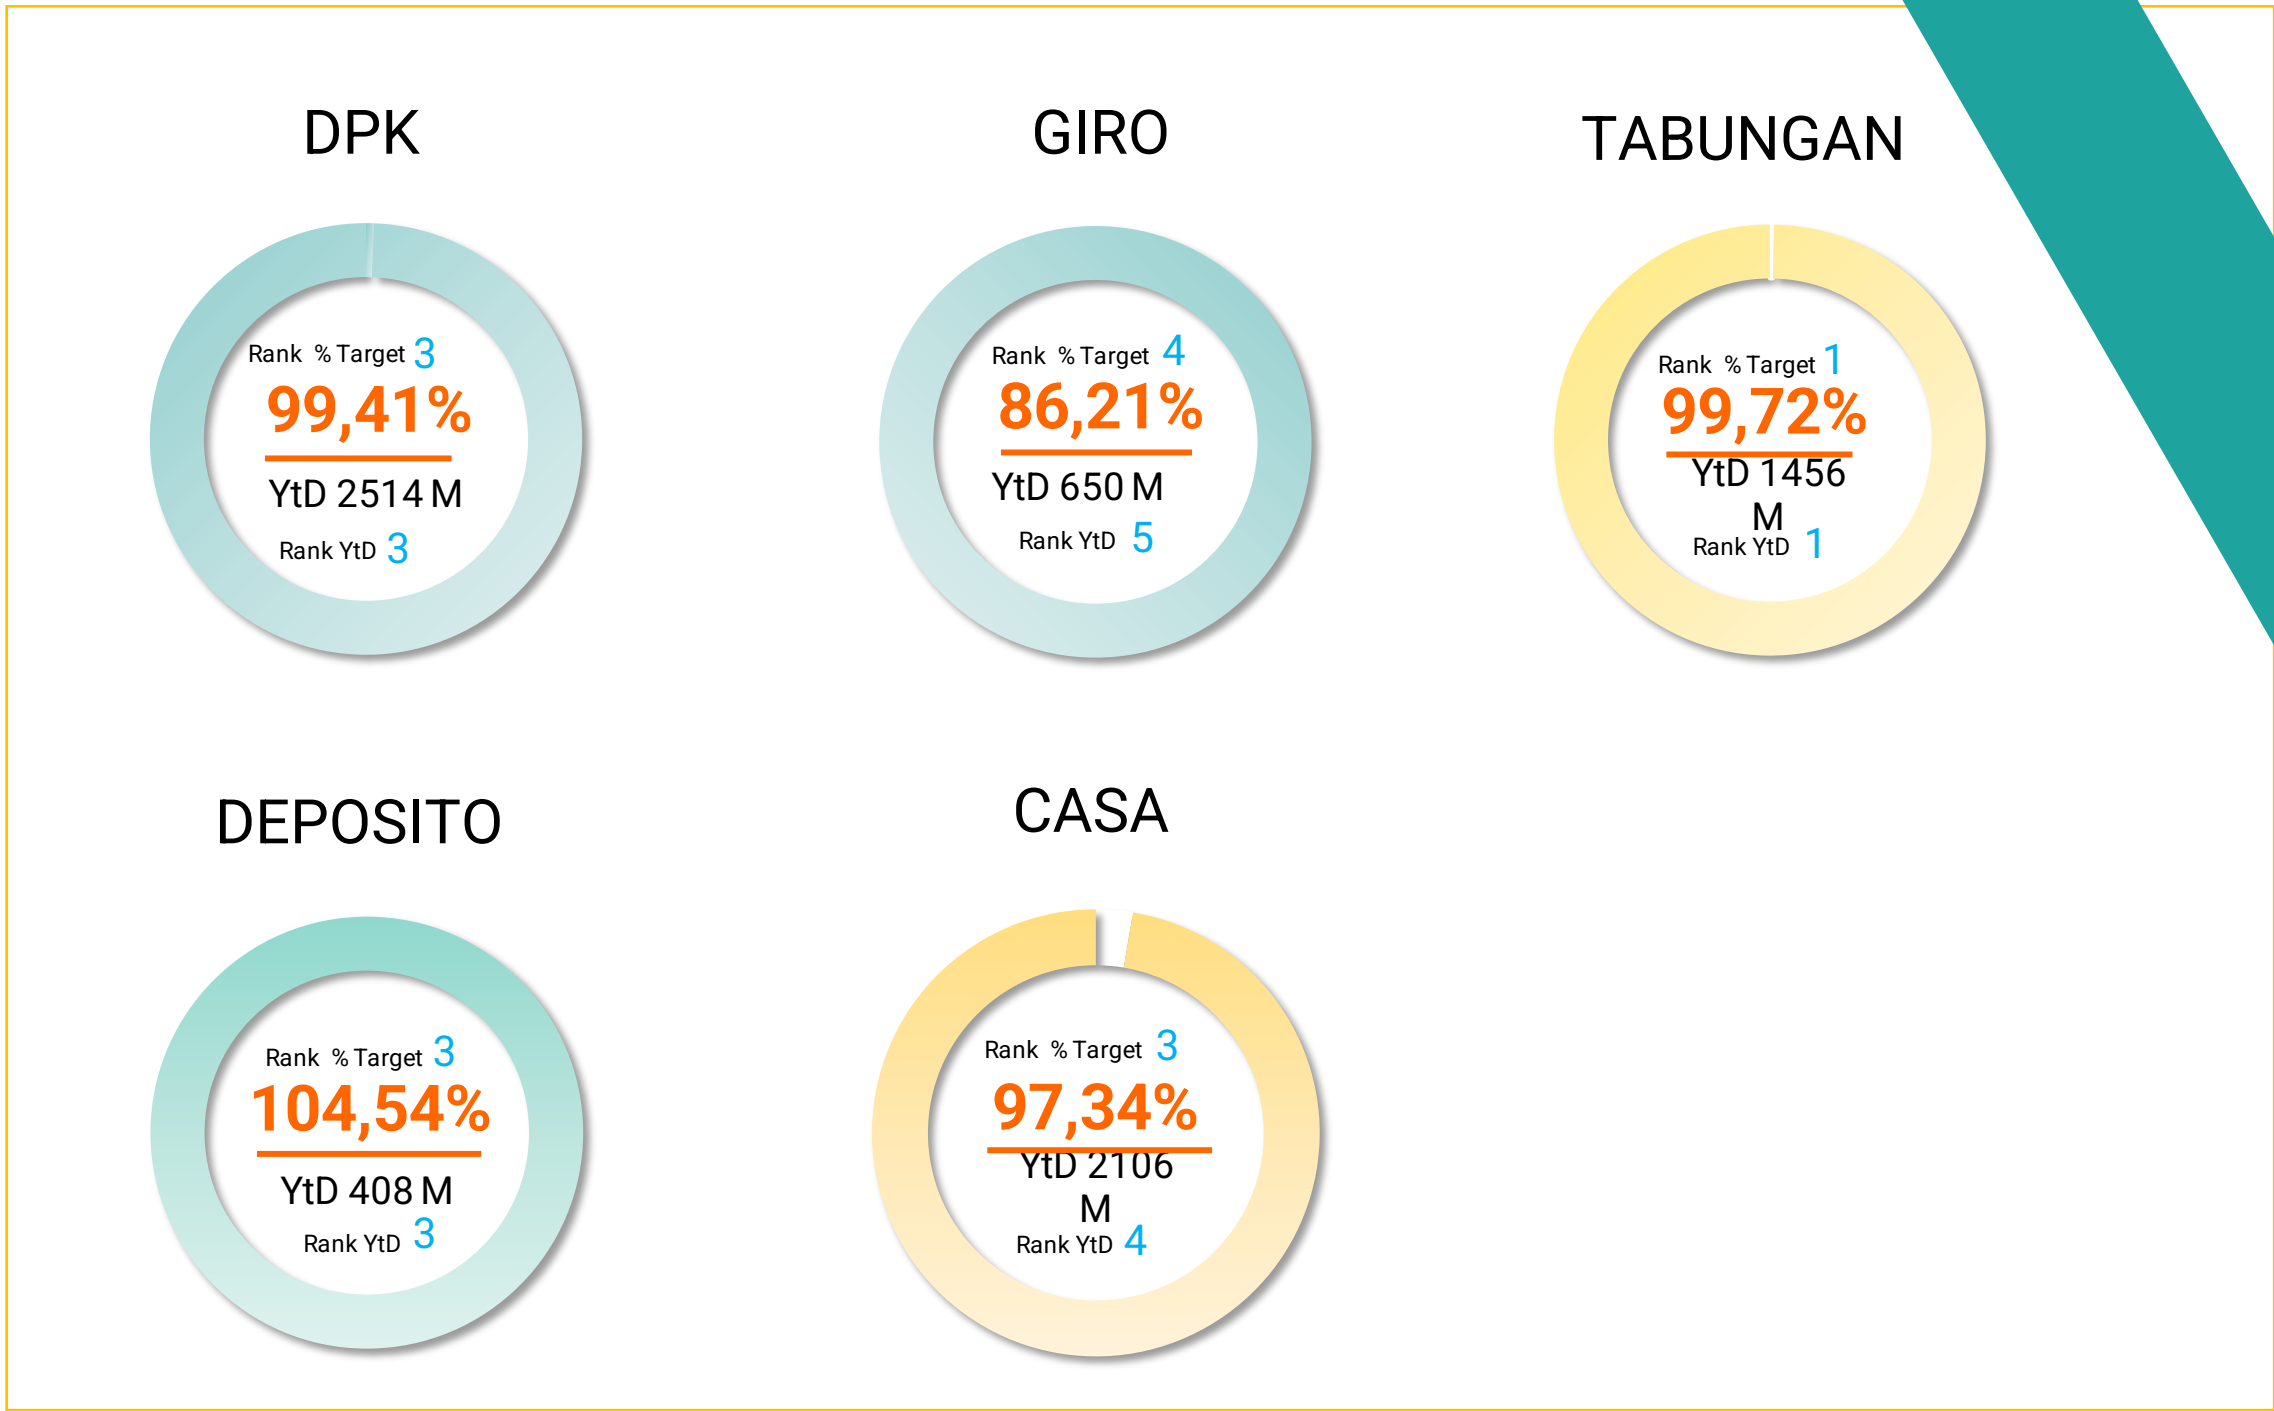 DPK
Rank % Target 3
99,41%
YtD 2514 M
Rank YtD 3
GIRO
Rank % Target 4
86,21%
YtD 650 M
Rank YtD 5
TABUNGAN
Rank % Target 1
99,72%
YtD 1456
M
Rank YtD 1
DEPOSITO
Rank % Target 3
104,54%
YtD 408 M
Rank YtD 3
CASA
Rank % Target 3
97,34%
YtD 2106
M
Rank YtD 4